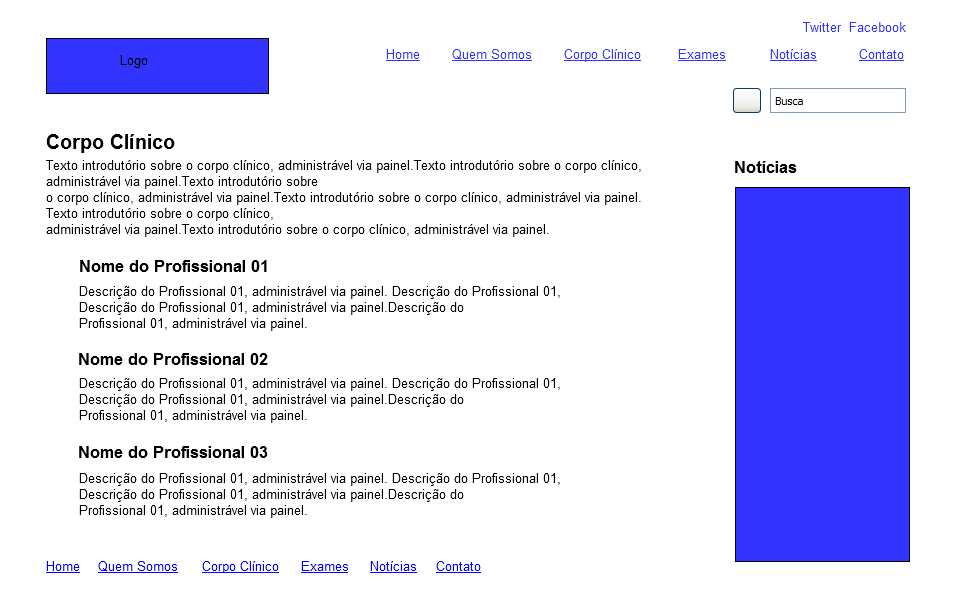 Twitter Facebook
Logo
Home Quem Somos Corpo Clínico Exames Notícias Contato
Busca
Corpo Clínico
Texto introdutório sobre o corpo clínico, administrável via painel.Texto introdutório sobre o corpo clínico,
administrável via painel.Texto introdutório sobre
o corpo clínico, administrável via painel.Texto introdutório sobre o corpo clínico, administrável via painel.
Texto introdutório sobre o corpo clínico,
administrável via painel.Texto introdutório sobre o corpo clínico, administrável via painel.
Nome do Profissional 01
Descrição do Profissional 01, administrável via painel. Descrição do Profissional 01,
Descrição do Profissional 01, administrável via painel.Descrição do
Profissional 01, administrável via painel.
Nome do Profissional 02
Descrição do Profissional 01, administrável via painel. Descrição do Profissional 01,
Descrição do Profissional 01, administrável via painel.Descrição do
Profissional 01, administrável via painel.
Nome do Profissional 03
Descrição do Profissional 01, administrável via painel. Descrição do Profissional 01,
Descrição do Profissional 01, administrável via painel.Descrição do
Profissional 01, administrável via painel.
Notícias
Home Quem Somos Corpo Clínico Exames Notícias Contato